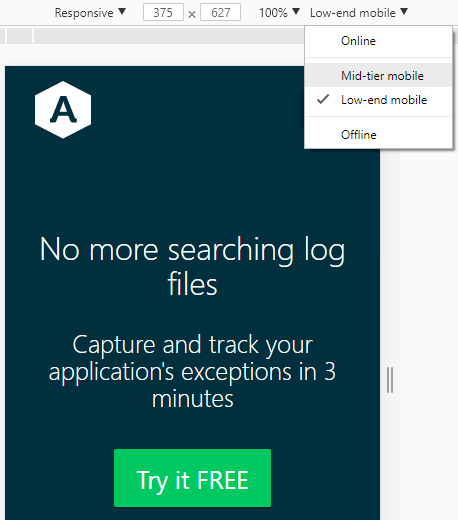 Responsive ▼ 375 × 627 100% ▼ Low-end mobile ▼
Online
Mid-tier mobile
✓ Low-end mobile
Offline
A
No more searching log
files
Capture and track your
application's exceptions in 3
minutes
Try it FREE